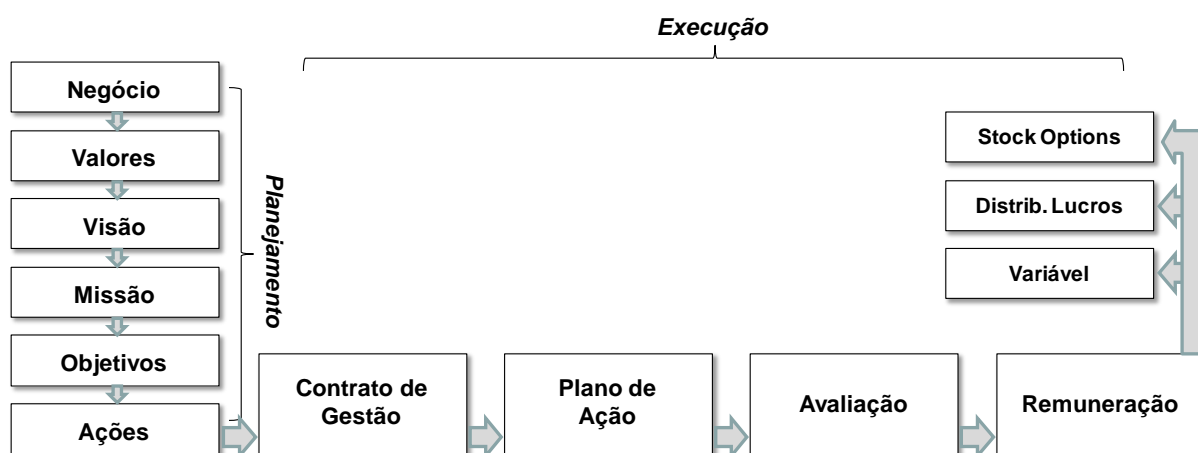 Execução
Negócio
Valores
Visão
Missão
Objetivos
Ações
Planejamento
Stock Options
Distrib. Lucros
Variável
Contrato de
Gestão
Plano de
Ação
Avaliação
Remuneração